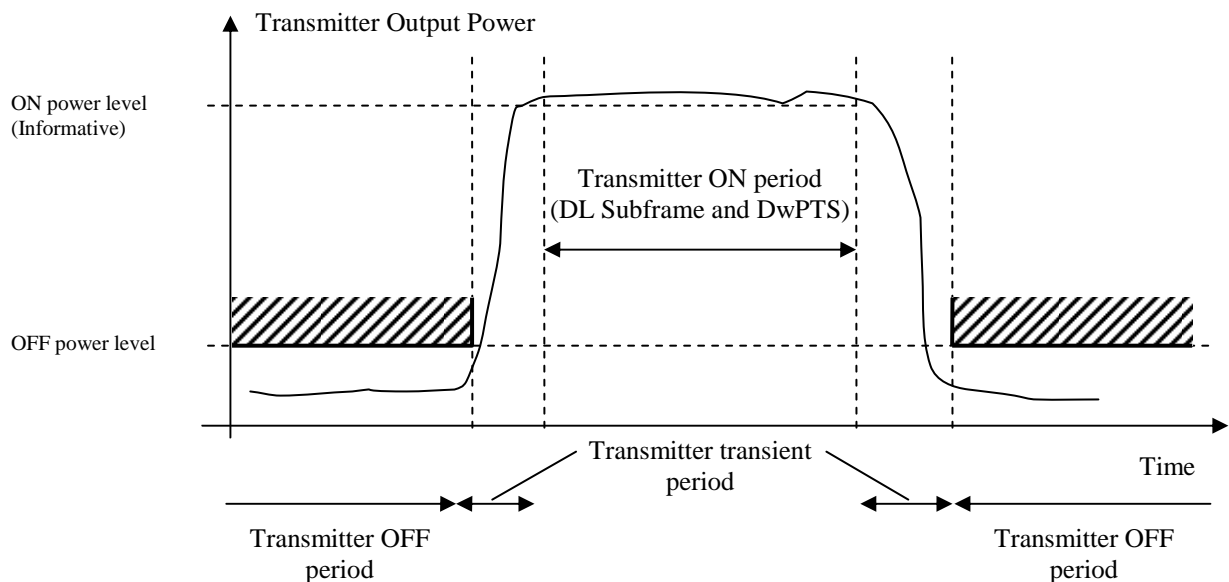 Transmitter Output Power
ON power level
(Informative)
Transmitter ON period
(DL Subframe and DwPTS)
OFF power level
Transmitter transient
period
Time
Transmitter OFF
period
Transmitter OFF
period